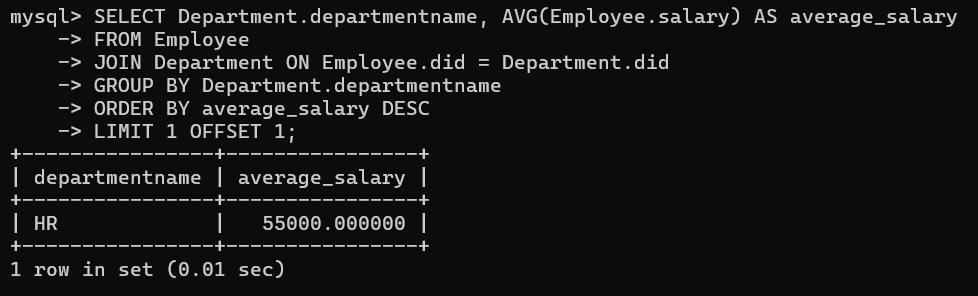 mysql> SELECT Department.departmentname, AVG(Employee.salary) AS average_salary
    -> FROM Employee
    -> JOIN Department ON Employee.did = Department.did
    -> GROUP BY Department.departmentname
    -> ORDER BY average_salary DESC
    -> LIMIT 1 OFFSET 1;
+----------------+----------------+
| departmentname | average_salary |
+----------------+----------------+
| HR             |   55000.000000 |
+----------------+----------------+
1 row in set (0.01 sec)